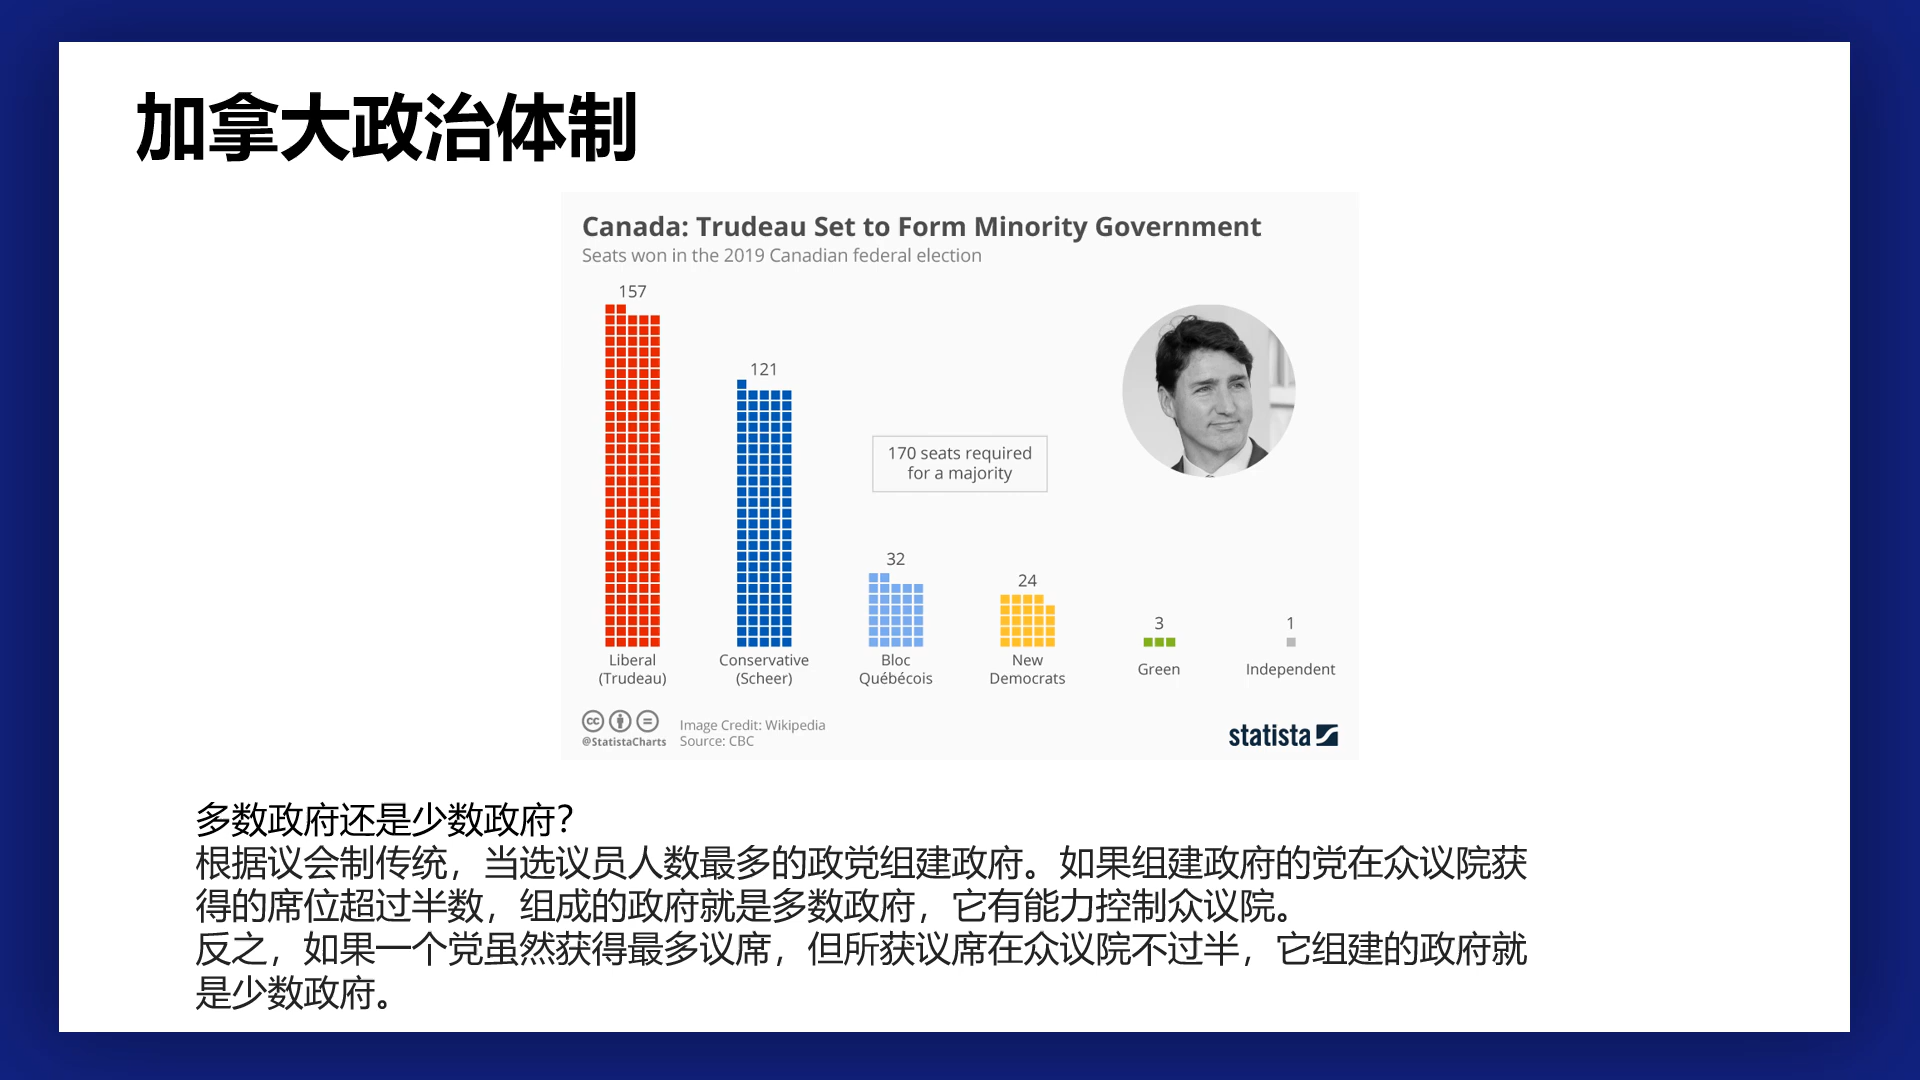 加拿大政治体制
Canada: Trudeau Set to Form Minority Government
Seats won in the 2019 Canadian federal election
157
121
170 seats required
for a majority
32
24
3
1
Liberal
(Trudeau)
Conservative
(Scheer)
Bloc
Québécois
New
Democrats
Green
Independent
cc
@StatistaCharts
Image Credit: Wikipedia
Source: CBC
statista
多数政府还是少数政府?
根据议会制传统，当选议员人数最多的政党组建政府。如果组建政府的党在众议院获
得的席位超过半数，组成的政府就是多数政府，它有能力控制众议院。
反之，如果一个党虽然获得最多议席，但所获议席在众议院不过半，它组建的政府就
是少数政府。